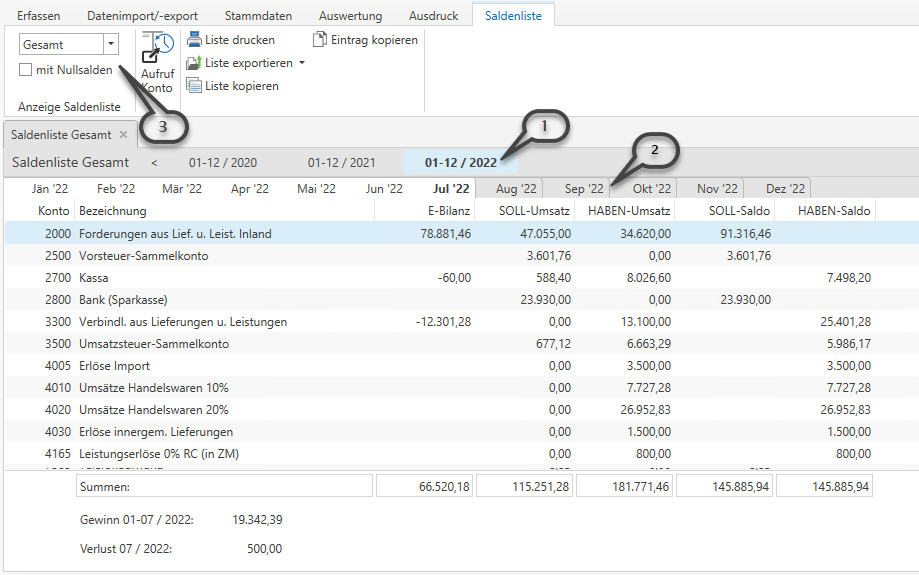 Erfassen Datenimport/-export Stammdaten Auswertung Ausdruck Saldenliste
Gesamt
mit Nullsalden
Anzeige Saldenliste
Aufruf
Konto
Liste drucken
Liste exportieren
Liste kopieren
Eintrag kopieren
3
1
2
Saldenliste Gesamt ×
Saldenliste Gesamt < 01-12 / 2020 01-12 / 2021 01-12 / 2022
Jän '22 Feb '22 Mär '22 Apr '22 Mai '22 Jun '22 Jul '22 Aug '22 Sep '22 Okt '22 Nov '22 Dez '22
Konto Bezeichnung E-Bilanz SOLL-Umsatz HABEN-Umsatz SOLL-Saldo HABEN-Saldo
2000 Forderungen aus Lief. u. Leist. Inland 78.881,46 47.055,00 34.620,00 91.316,46
2500 Vorsteuer-Sammelkonto 3.601,76 0,00 3.601,76
2700 Kassa -60,00 588,40 8.026,60 7.498,20
2800 Bank (Sparkasse) 23.930,00 0,00 23.930,00
3300 Verbindl. aus Lieferungen u. Leistungen -12.301,28 0,00 13.100,00 25.401,28
3500 Umsatzsteuer-Sammelkonto 677,12 6.663,29 5.986,17
4005 Erlöse Import 0,00 3.500,00 3.500,00
4010 Umsätze Handelswaren 10% 0,00 7.727,28 7.727,28
4020 Umsätze Handelswaren 20% 0,00 26.952,83 26.952,83
4030 Erlöse innergem. Lieferungen 0,00 1.500,00 1.500,00
4165 Leistungserlöse 0% RC (in ZM) 0,00 800,00 800,00
Summen: 66.520,18 115.251,28 181.771,46 145.885,94 145.885,94
Gewinn 01-07 / 2022: 19.342,39
Verlust 07 / 2022: 500,00